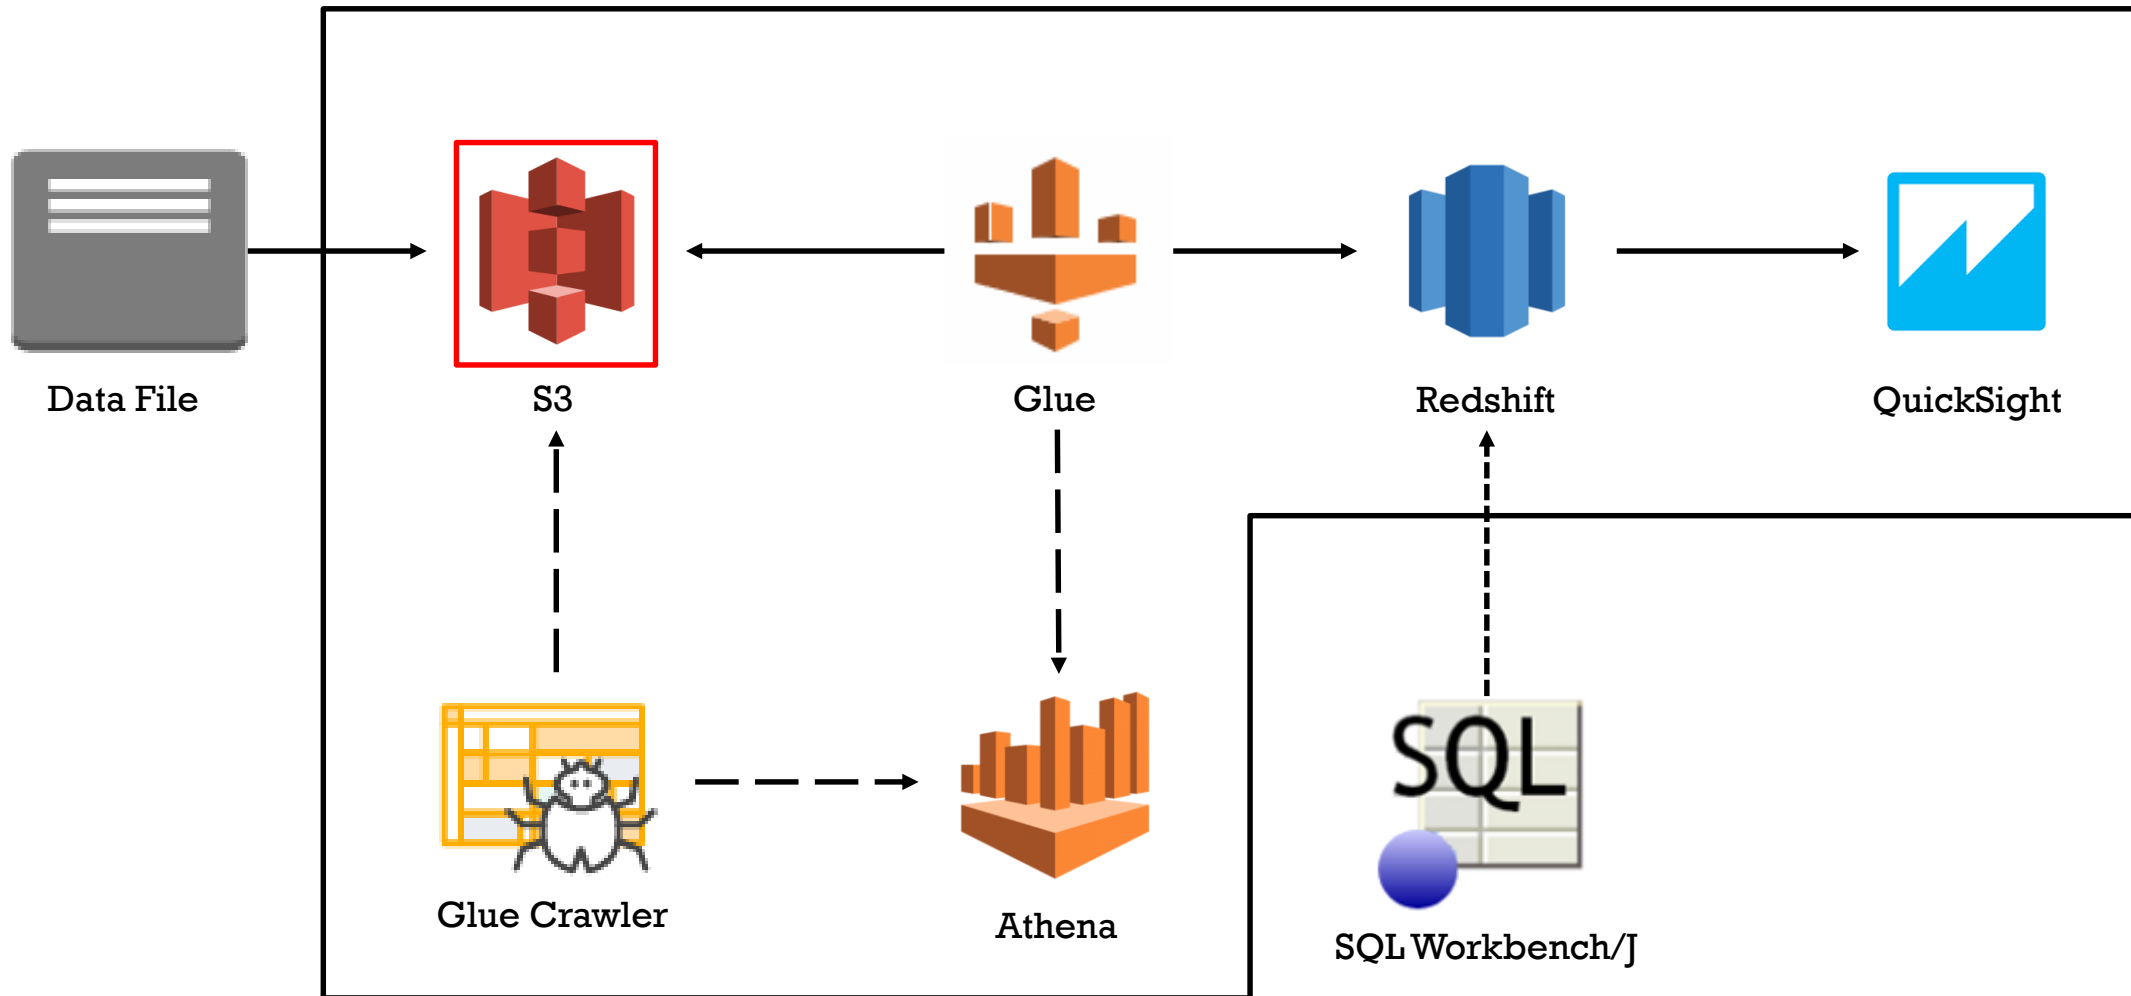 Data File
S3
Glue
Redshift
QuickSight
Glue Crawler
Athena
SQL
SQL Workbench/J